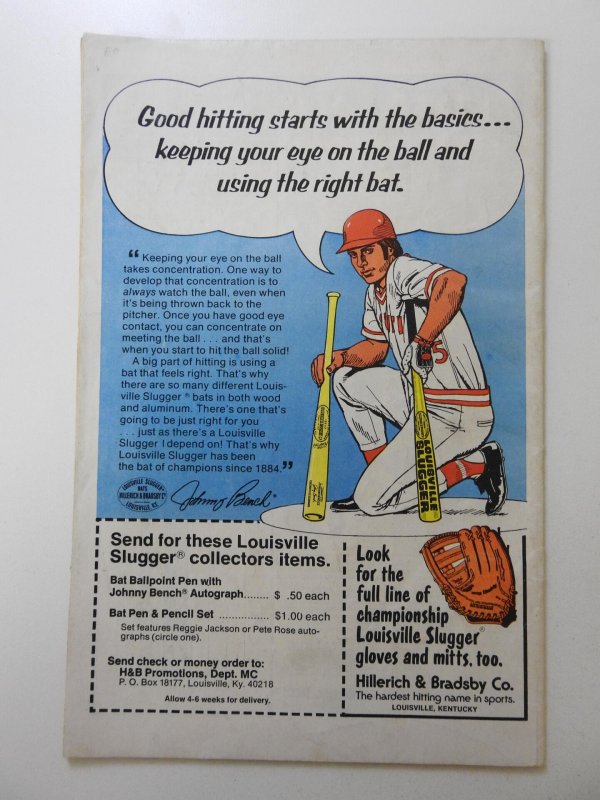 Good hitting starts with the basics...
keeping your eye on the ball and
using the right bat.
“Keeping your eye on the ball
takes concentration. One way to
develop that concentration is to
always watch the ball, even when
it's being thrown back to the
pitcher. Once you have good eye
contact, you can concentrate on
meeting the ball . . . and that's
when you start to hit the ball solid!
A big part of hitting is using a
bat that feels right. That's why
there are so many different Louis-
ville Slugger® bats in both wood
and aluminum. There's one that's
going to be just right for you
. . . just as there's a Louisville
Slugger I depend on! That's why
Louisville Slugger has been
the bat of champions since 1884.”
LOUISVILLE SLUGGER
BATS
HILLERICH & BRADSBY Co
LOUISVILLE, KY.
Johnny Bench
5
LOUISVILLE
SLUGGER
Send for these Louisville
Slugger® collectors items.
Bat Ballpoint Pen with
Johnny Bench® Autograph........ $ .50 each
Bat Pen & Pencil Set ................ $1.00 each
Set features Reggie Jackson or Pete Rose auto-
graphs (circle one).
Send check or money order to:
H&B Promotions, Dept. MC
P. O. Box 18177, Louisville, Ky. 40218
Allow 4-6 weeks for delivery.
Look
for the
full line of
championship
Louisville Slugger®
gloves and mitts, too.
Hillerich & Bradsby Co.
The hardest hitting name in sports.
LOUISVILLE, KENTUCKY